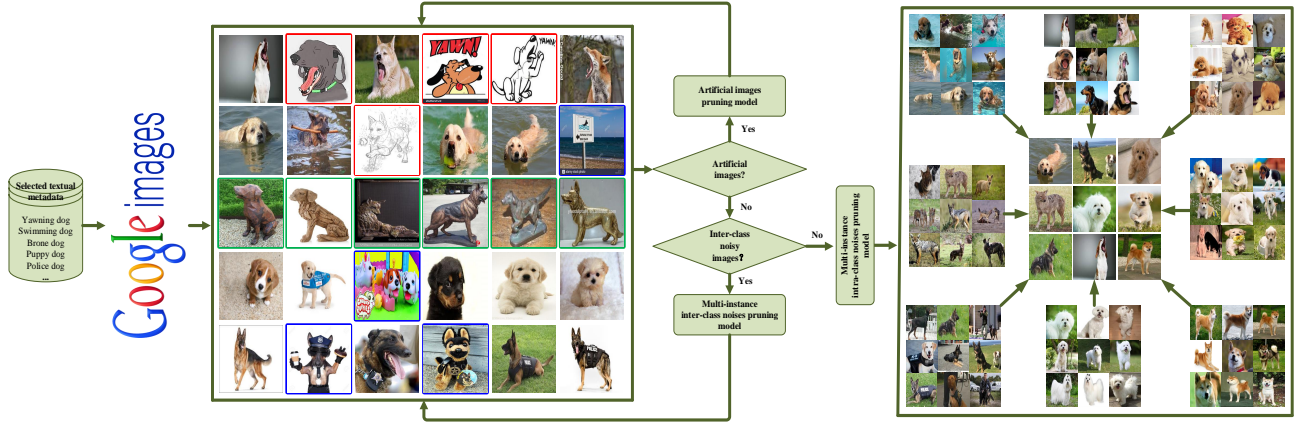 Selected textual
metadata
Yawning dog
Swimming dog
Brone dog
Puppy dog
Police dog
...
Google images
YAWN!
YAWN
Artificial images
pruning model
Yes
Artificial
images?
No
Inter-class
noisy
images?
No
Yes
Multi-instance
inter-class noises pruning
model
Multi-instance
intra-class noises pruning
model